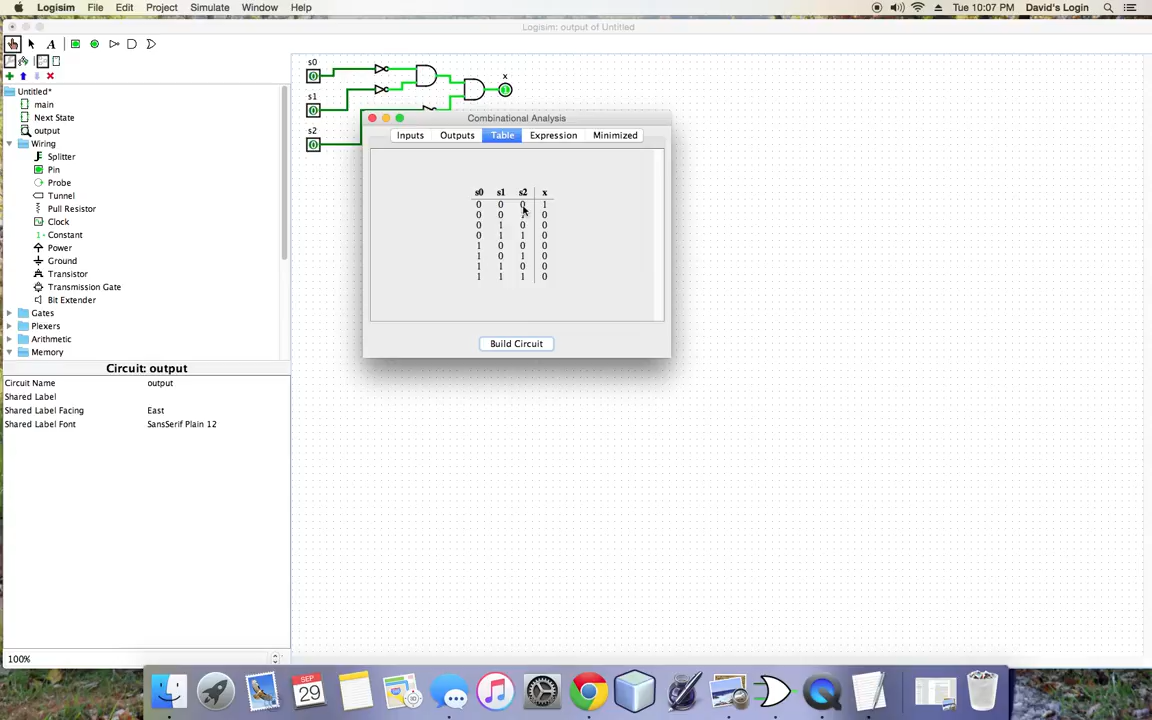 Logisim File Edit Project Simulate Window Help Tue 10:07 PM David's Login
Logisim: output of Untitled
A
Untitled*
main
Next State
output
Wiring
Splitter
Pin
Probe
Tunnel
Pull Resistor
Clock
1 Constant
Power
Ground
Transistor
Transmission Gate
Bit Extender
Gates
Plexers
Arithmetic
Memory
Circuit: output
Circuit Name output
Shared Label
Shared Label Facing East
Shared Label Font SansSerif Plain 12
100%
s0
0
s1
0
s2
0
x
1
Combinational Analysis
Inputs Outputs Table Expression Minimized
s0 s1 s2 x
0 0 0 1
0 0 0
0 1 0 0
0 1 1 0
1 0 0 0
1 0 1 0
1 1 0 0
1 1 1 0
Build Circuit
SEP
29